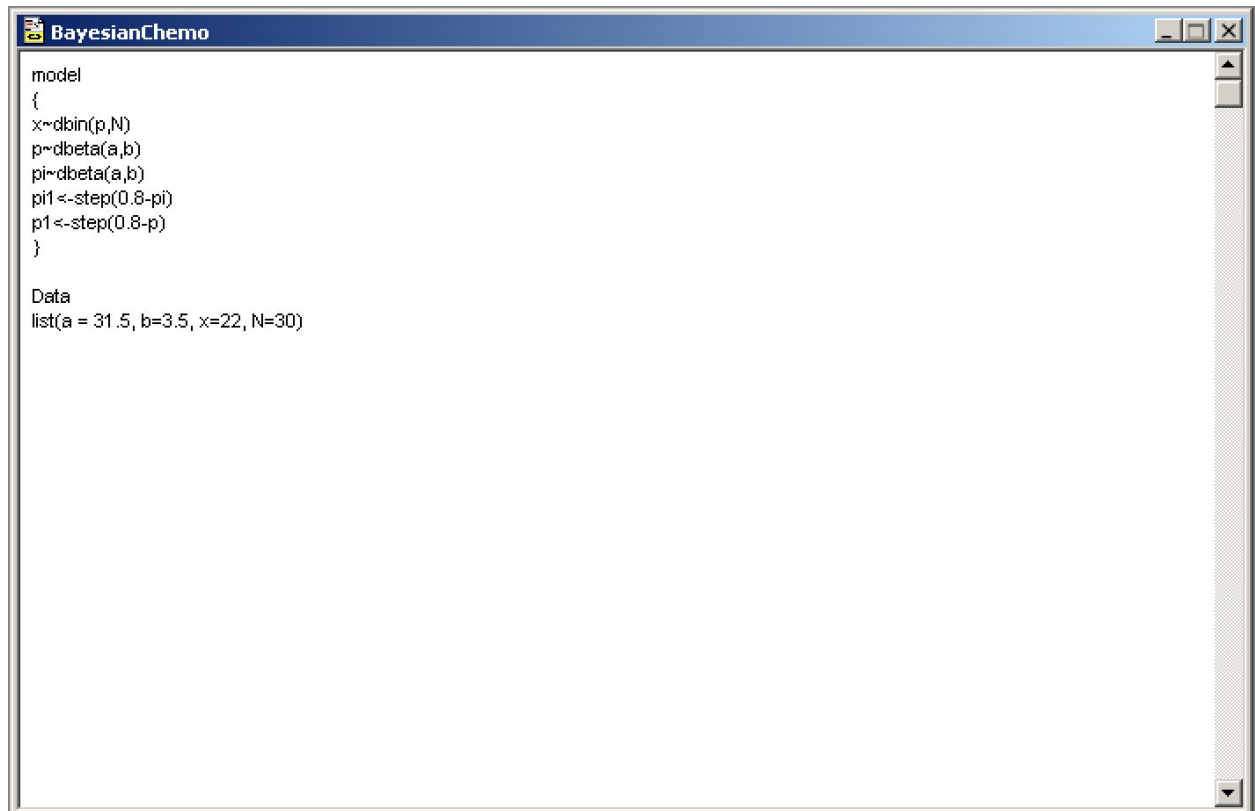 BayesianChemo
model
{
x~dbin(p,N)
p~dbeta(a,b)
pi~dbeta(a,b)
pi1<-step(0.8-pi)
p1<-step(0.8-p)
}
Data
list(a = 31.5, b=3.5, x=22, N=30)